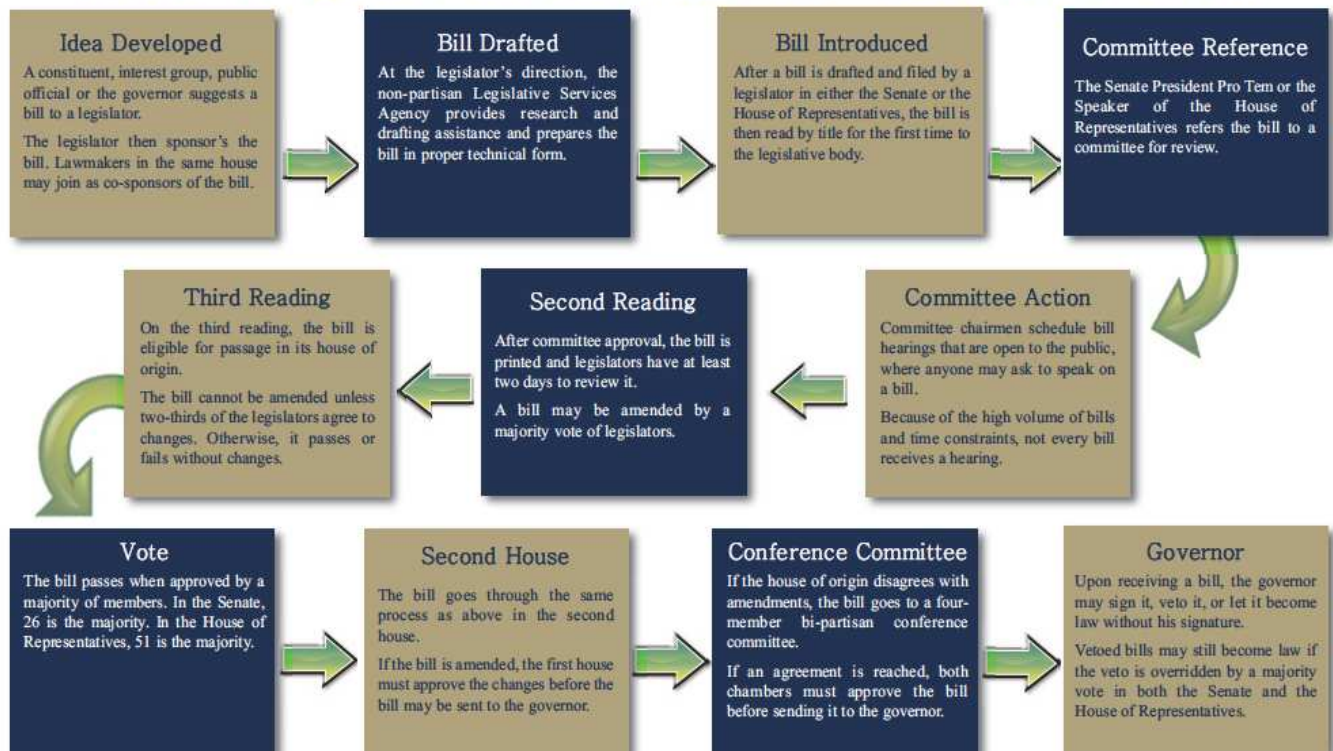 Idea Developed
A constituent, interest group, public
official or the governor suggests a
bill to a legislator.
The legislator then sponsor's the
bill. Lawmakers in the same house
may join as co-sponsors of the bill.
Bill Drafted
At the legislator's direction, the
non-partisan Legislative Services
Agency provides research and
drafting assistance and prepares the
bill in proper technical form.
Bill Introduced
After a bill is drafted and filed by a
legislator in either the Senate or the
House of Representatives, the bill is
then read by title for the first time to
the legislative body.
Committee Reference
The Senate President Pro Tem or the
Speaker of the House of
Representatives refers the bill to a
committee for review.
Committee Action
Committee chairmen schedule bill
hearings that are open to the public,
where anyone may ask to speak on
a bill.
Because of the high volume of bills
and time constraints, not every bill
receives a hearing.
Second Reading
After committee approval, the bill is
printed and legislators have at least
two days to review it.
A bill may be amended by a
majority vote of legislators.
Third Reading
On the third reading, the bill is
eligible for passage in its house of
origin.
The bill cannot be amended unless
two-thirds of the legislators agree to
changes. Otherwise, it passes or
fails without changes.
Vote
The bill passes when approved by a
majority of members. In the Senate,
26 is the majority. In the House of
Representatives, 51 is the majority.
Second House
The bill goes through the same
process as above in the second
house.
If the bill is amended, the first house
must approve the changes before the
bill may be sent to the governor.
Conference Committee
If the house of origin disagrees with
amendments, the bill goes to a four-
member bi-partisan conference
committee.
If an agreement is reached, both
chambers must approve the bill
before sending it to the governor.
Governor
Upon receiving a bill, the governor
may sign it, veto it, or let it become
law without his signature.
Vetoed bills may still become law if
the veto is overridden by a majority
vote in both the Senate and the
House of Representatives.